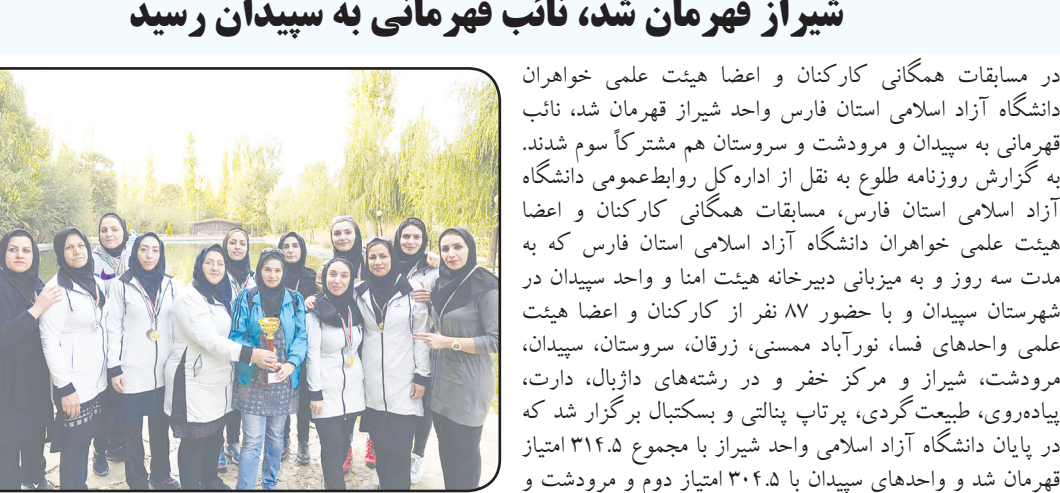 شیراز قهرمان شد، نائب قهرمانی به سپیدان رسید
در مسابقات همگانی کارکنان و اعضا هیئت علمی خواهران
دانشگاه آزاد اسلامی استان فارس واحد شیراز قهرمان شد، نائب
قهرمانی به سپیدان و مرودشت و سروستان هم مشترکاً سوم شدند.
به گزارش روزنامه طلوع به نقل از اداره‌کل روابط‌عمومی دانشگاه
آزاد اسلامی استان فارس، مسابقات همگانی کارکنان و اعضا
هیئت علمی خواهران دانشگاه آزاد اسلامی استان فارس که به
مدت سه روز و به میزبانی دبیرخانه هیئت امنا و واحد سپیدان در
شهرستان سپیدان و با حضور ۸۷ نفر از کارکنان و اعضا هیئت
علمی واحدهای فسا، نورآباد ممسنی، زرقان، سروستان، سپیدان،
مرودشت، شیراز و مرکز خفر و در رشته‌های داژبال، دارت،
پیاده‌روی، طبیعت‌گردی، پرتاپ پنالتی و بسکتبال برگزار شد که
در پایان دانشگاه آزاد اسلامی واحد شیراز با مجموع ۳۱۴.۵ امتیاز
قهرمان شد و واحدهای سپیدان با ۳۰۴.۵ امتیاز دوم و مرودشت و